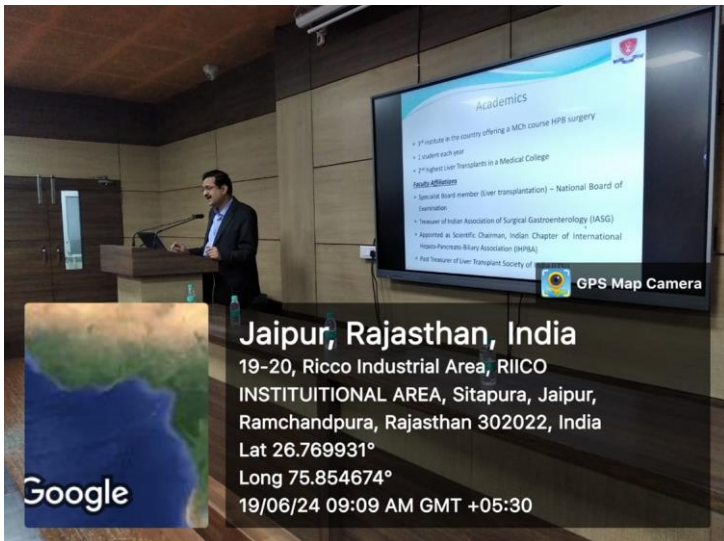 Academics
• 3rd institute in the country offering a MCh course HPB surgery
• 1 student each year
• 2nd highest Liver Transplants in a Medical College
Faculty Affiliations
• Specialist Board member (Liver transplantation) – National Board of
Examination
• Treasurer of Indian Association of Surgical Gastroenterology (IASG)
• Appointed as Scientific Chairman, Indian Chapter of International
Hepato-Pancreato-Biliary Association (IHPBA)
• Past Treasurer of Liver Transplant Society of
GPS Map Camera
Jaipur, Rajasthan, India
19-20, Ricco Industrial Area, RIICO
INSTITUITIONAL AREA, Sitapura, Jaipur,
Ramchandpura, Rajasthan 302022, India
Lat 26.769931°
Long 75.854674°
19/06/24 09:09 AM GMT +05:30
Google